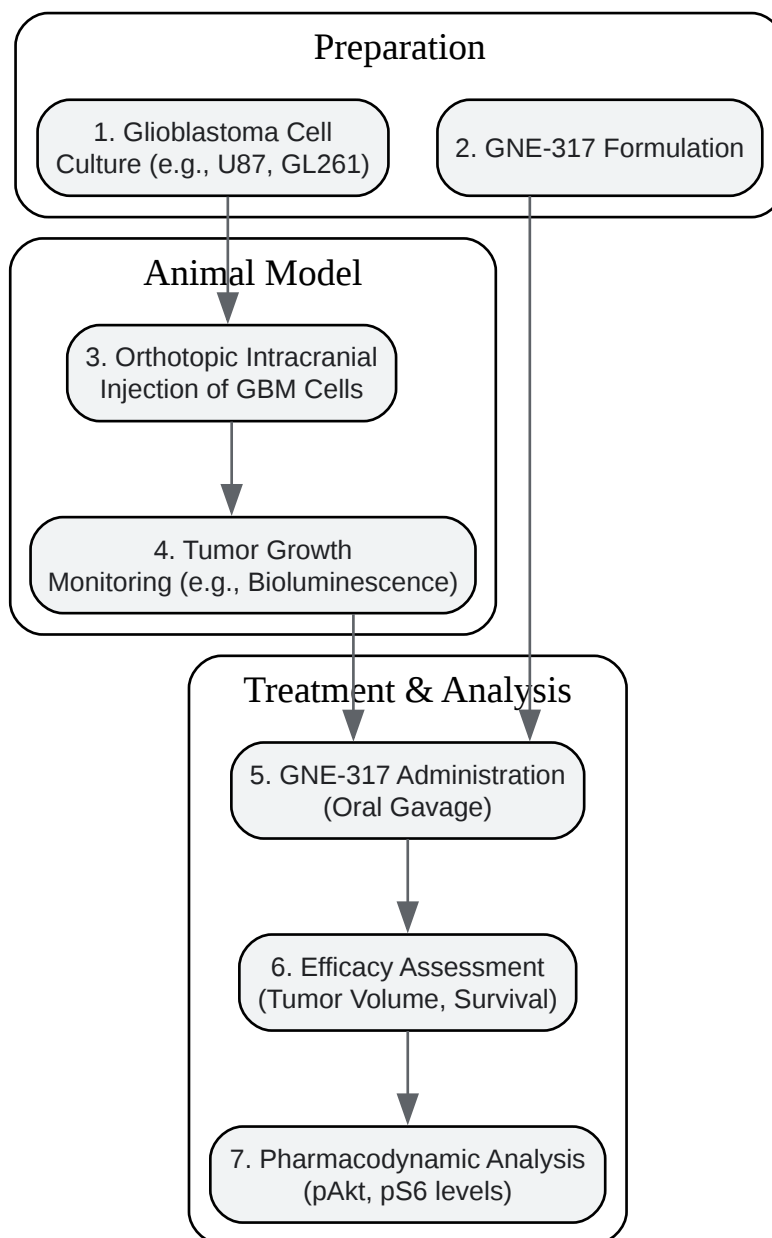 Preparation
1. Glioblastoma Cell
Culture (e.g., U87, GL261)
2. GNE-317 Formulation
Animal Model
3. Orthotopic Intracranial
Injection of GBM Cells
4. Tumor Growth
Monitoring (e.g., Bioluminescence)
Treatment & Analysis
5. GNE-317 Administration
(Oral Gavage)
6. Efficacy Assessment
(Tumor Volume, Survival)
7. Pharmacodynamic Analysis
(pAkt, pS6 levels)